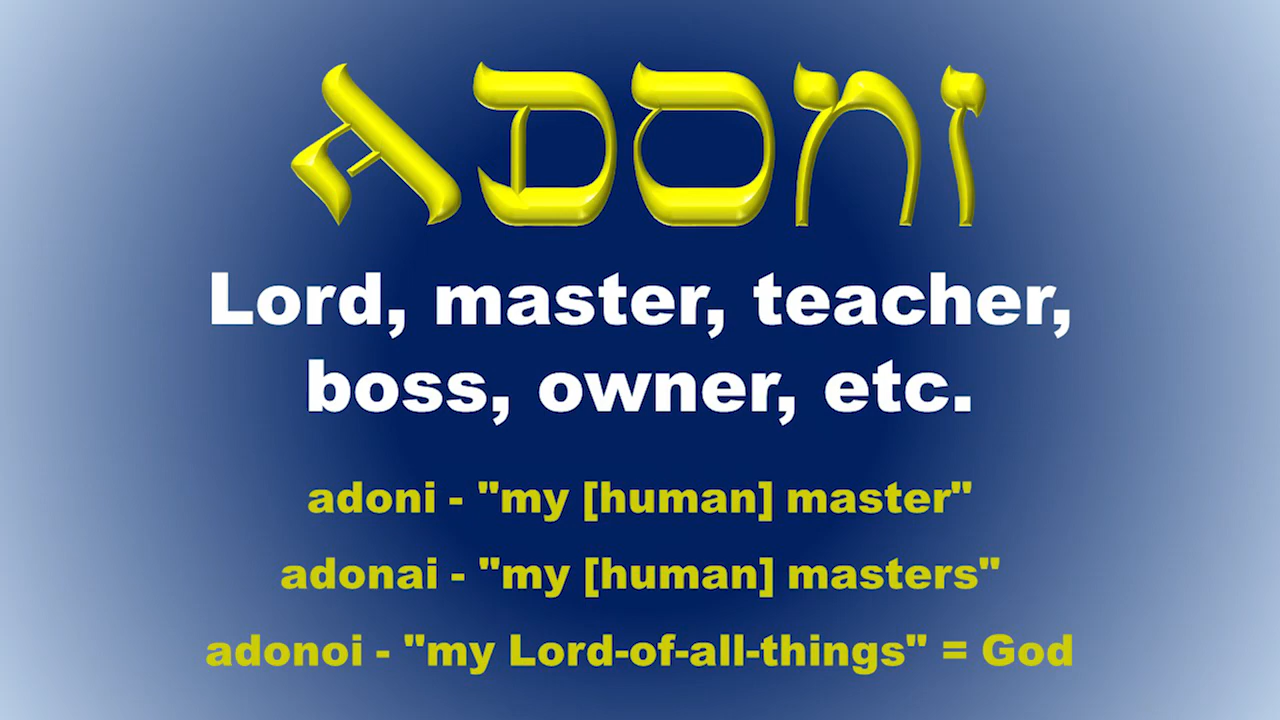 ADONI
Lord, master, teacher,
boss, owner, etc.
adoni - "my [human] master"
adonai - "my [human] masters"
adonoi - "my Lord-of-all-things" = God